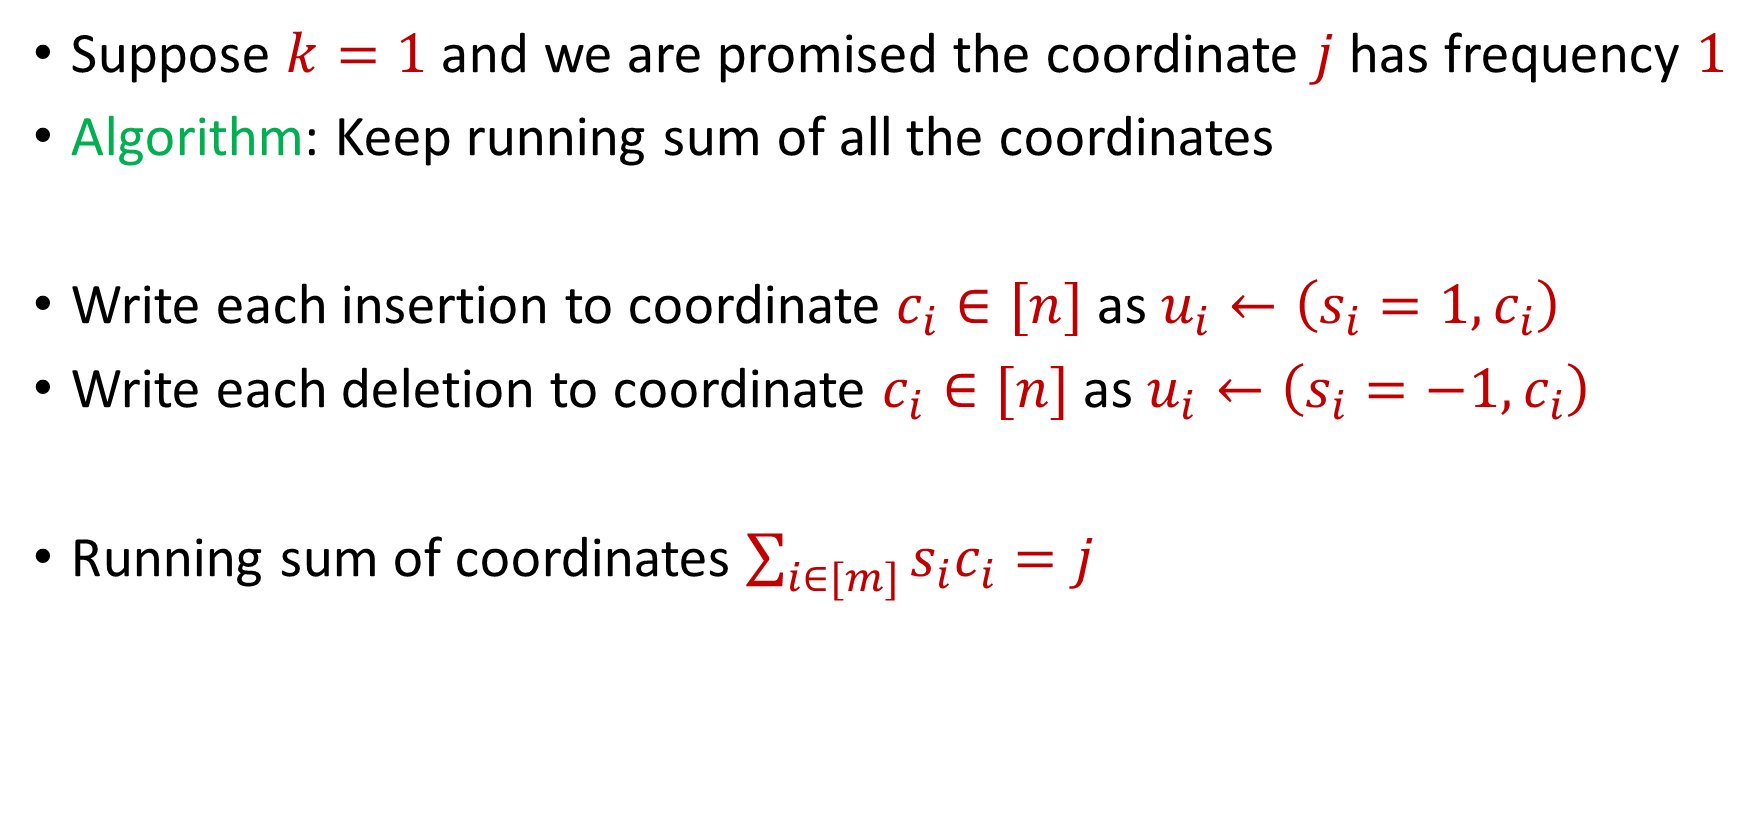 • Suppose k = 1 and we are promised the coordinate j has frequency 1
• Algorithm: Keep running sum of all the coordinates
• Write each insertion to coordinate c_i ∈ [n] as u_i ← (s_i = 1, c_i)
• Write each deletion to coordinate c_i ∈ [n] as u_i ← (s_i = −1, c_i)
• Running sum of coordinates ∑_{i∈[m]} s_i c_i = j